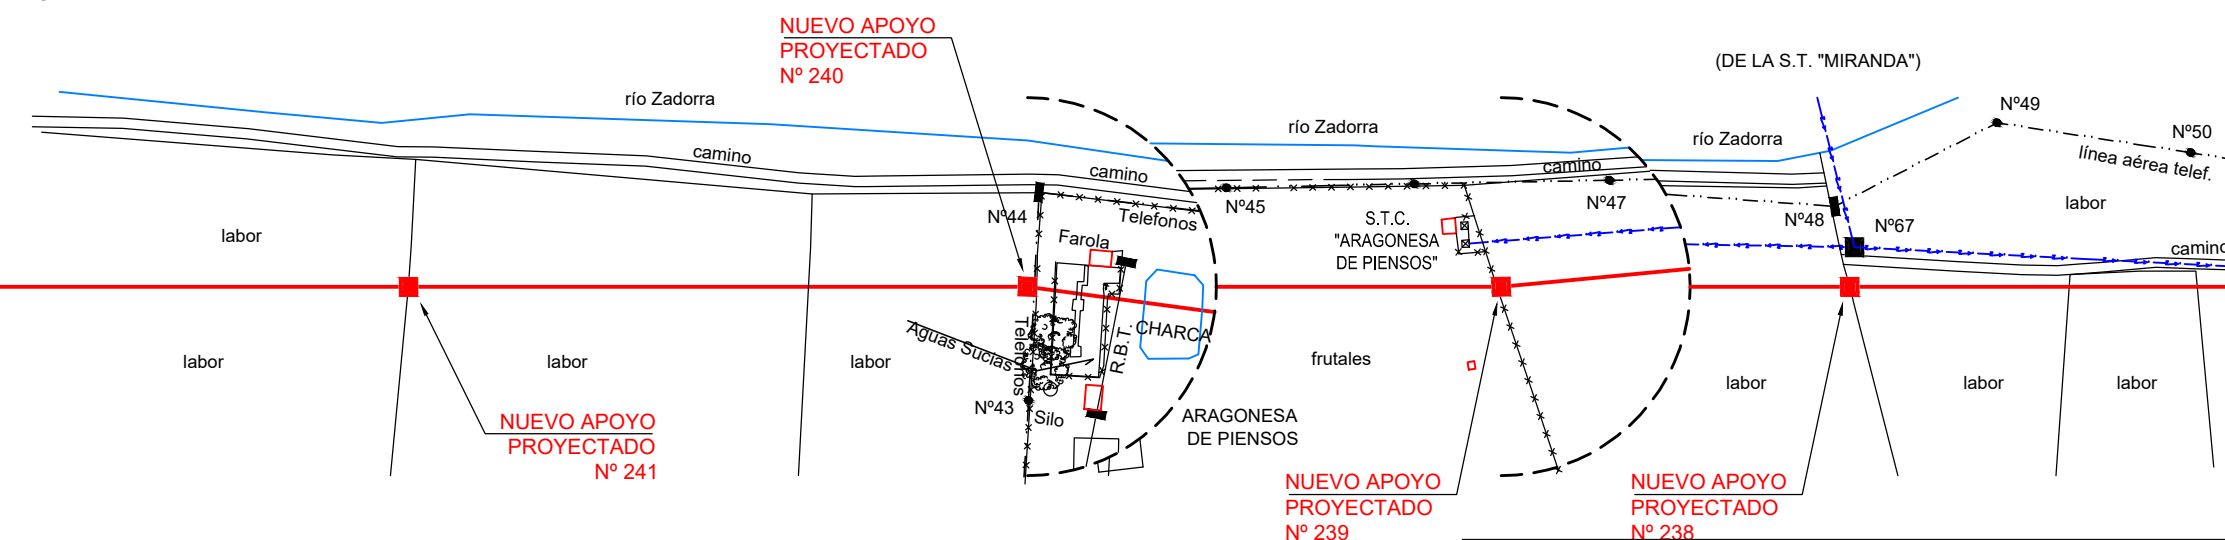 NUEVO APOYO
PROYECTADO
Nº 240
(DE LA S.T. "MIRANDA")
río Zadorra
río Zadorra
río Zadorra
Nº49
Nº50
línea aérea telef.
camino
camino
camino
Nº44
Telefonos
Nº45
S.T.C.
"ARAGONESA
DE PIENSOS"
Nº47
Nº48
Nº67
labor
camino
labor
Farola
Telefonos
Aguas Sucias
R.B.T.
CHARCA
labor
labor
labor
frutales
labor
labor
labor
Nº43
Silo
ARAGONESA
DE PIENSOS
NUEVO APOYO
PROYECTADO
Nº 241
NUEVO APOYO
PROYECTADO
Nº 239
NUEVO APOYO
PROYECTADO
Nº 238